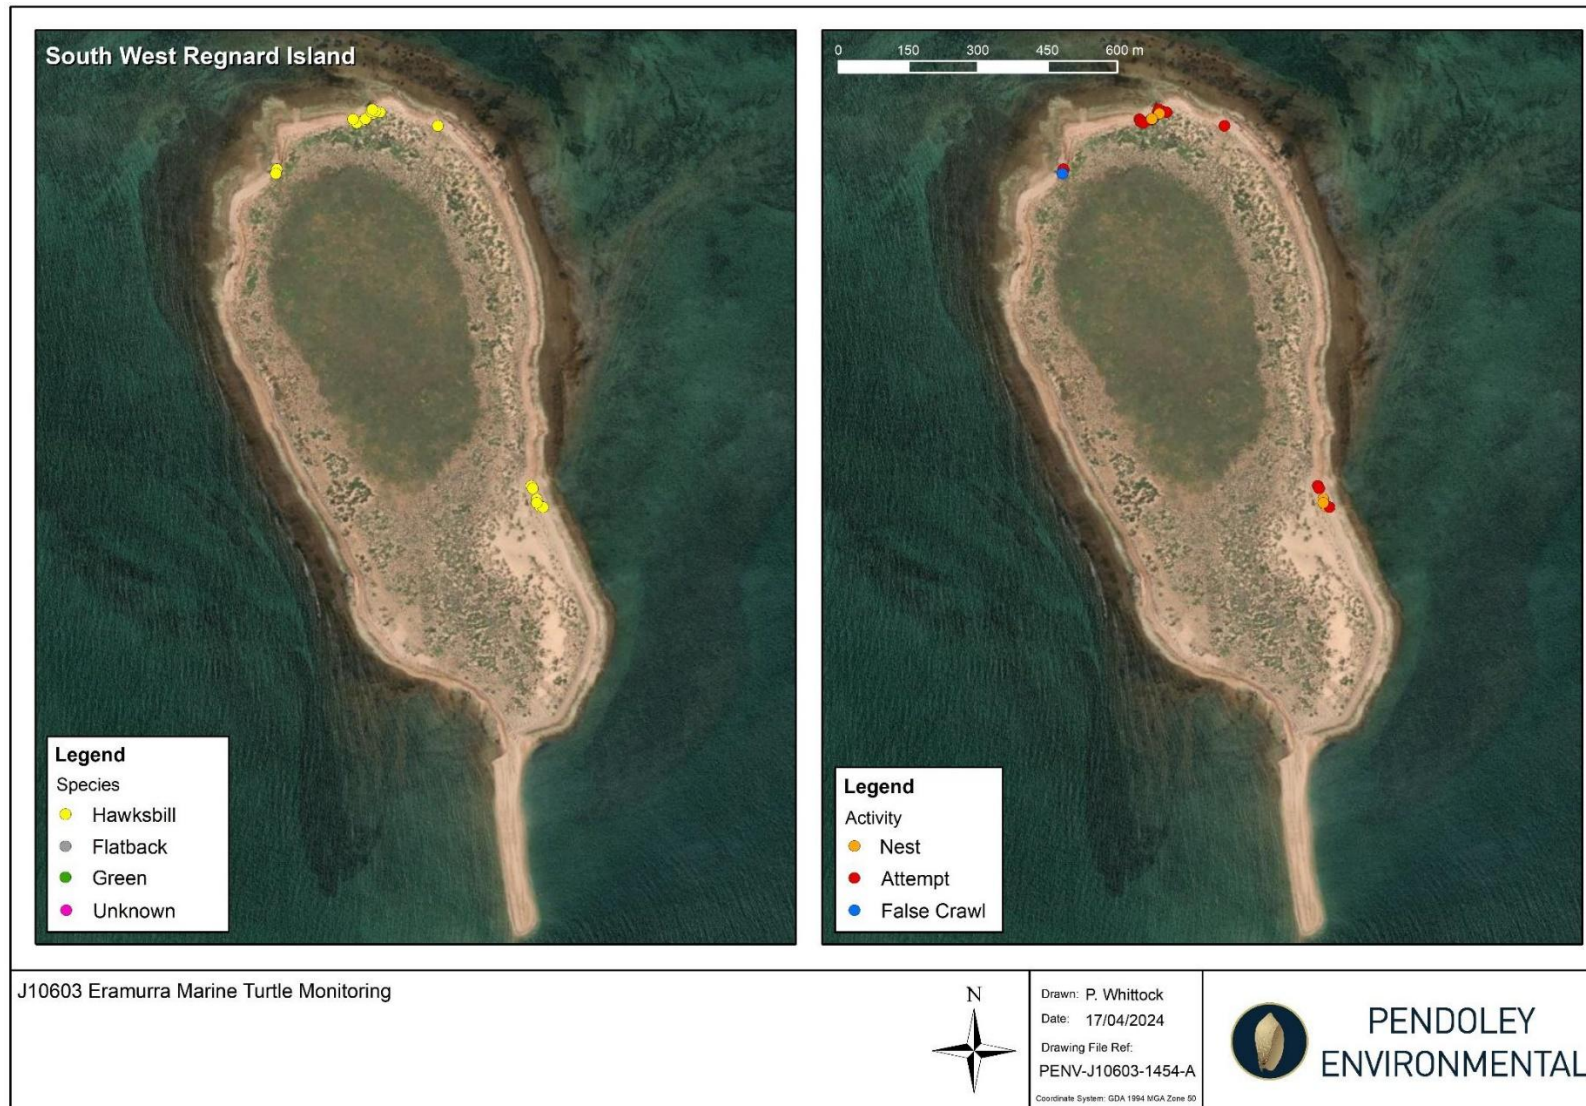 South West Regnard Island
Legend
Species
Hawksbill
Flatback
Green
Unknown
0 150 300 450 600 m
Legend
Activity
Nest
Attempt
False Crawl
J10603 Eramurra Marine Turtle Monitoring
N
Drawn: P. Whittock
Date: 17/04/2024
Drawing File Ref:
PENV-J10603-1454-A
Coordinate System: GDA 1994 MGA Zone 50
PENDOLEY
ENVIRONMENTAL